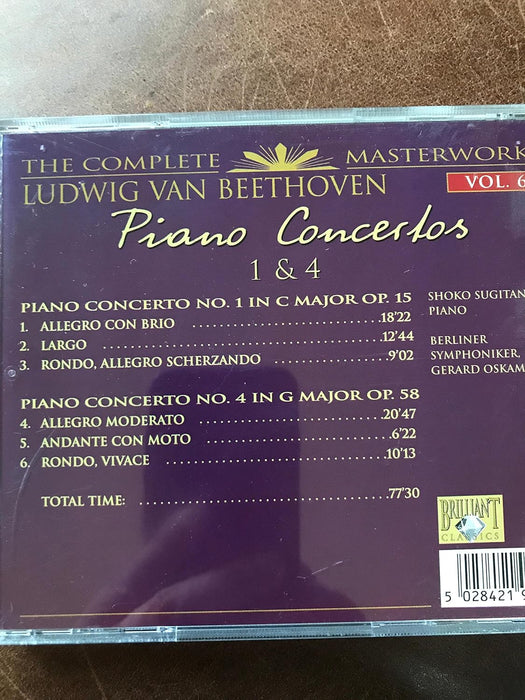 THE COMPLETE MASTERWORK
LUDWIG VAN BEETHOVEN
VOL. 6
Piano Concertos
1 & 4
PIANO CONCERTO NO. 1 IN C MAJOR OP. 15
1. ALLEGRO CON BRIO ........................ 18'22
2. LARGO ........................ 12'44
3. RONDO, ALLEGRO SCHERZANDO ........................ 9'02
PIANO CONCERTO NO. 4 IN G MAJOR OP. 58
4. ALLEGRO MODERATO ........................ 20'47
5. ANDANTE CON MOTO ........................ 6'22
6. RONDO, VIVACE ........................ 10'13
TOTAL TIME: ........................ 77'30
SHOKO SUGITAN
PIANO
BERLINER
SYMPHONIKER,
GERARD OSKAM
BRILLIANT
CLASSICS
5 028421 9